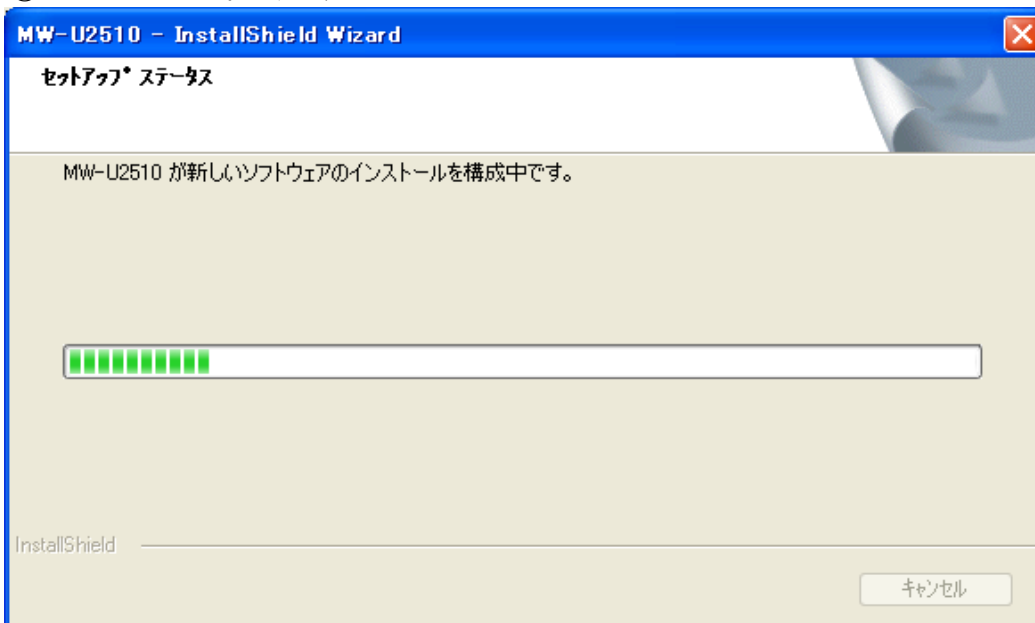 MW-U2510 - InstallShield Wizard
セットアップ ステータス
MW-U2510 が新しいソフトウェアのインストールを構成中です。
InstallShield
キャンセル